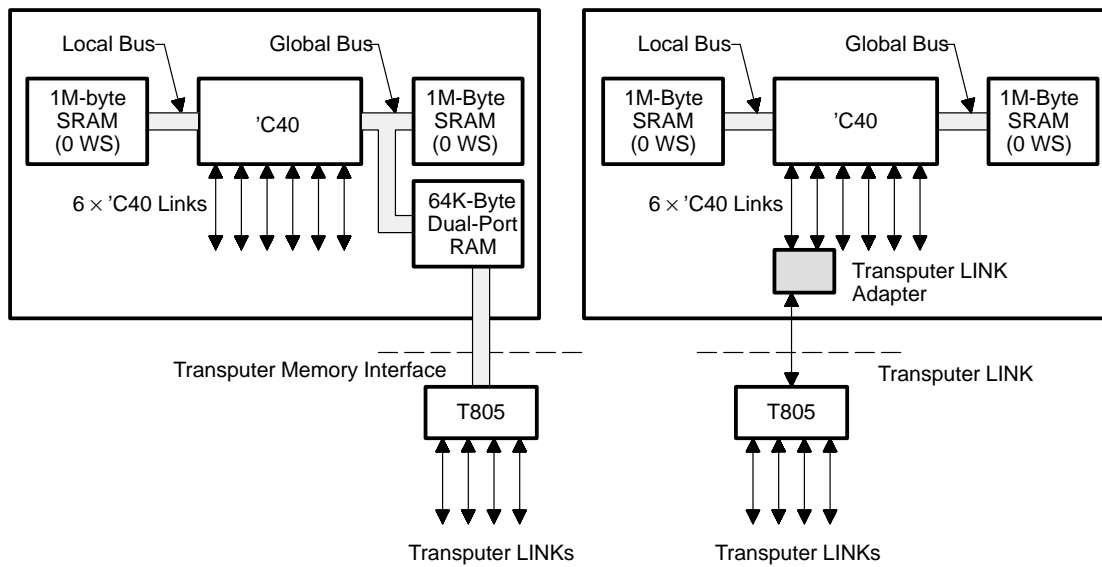 Local Bus
Global Bus
1M-byte
SRAM
(0 WS)
'C40
1M-Byte
SRAM
(0 WS)
6 × 'C40 Links
64K-Byte
Dual-Port
RAM
Transputer Memory Interface
T805
Transputer LINKs
Local Bus
Global Bus
1M-Byte
SRAM
(0 WS)
'C40
1M-Byte
SRAM
(0 WS)
6 × 'C40 Links
Transputer LINK
Adapter
Transputer LINK
T805
Transputer LINKs